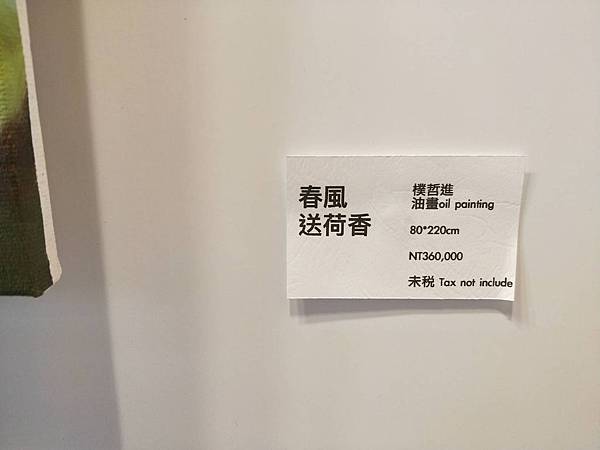 春風
送荷香
樸哲進
油畫oil painting
80*220cm
NT360,000
未税 Tax not include